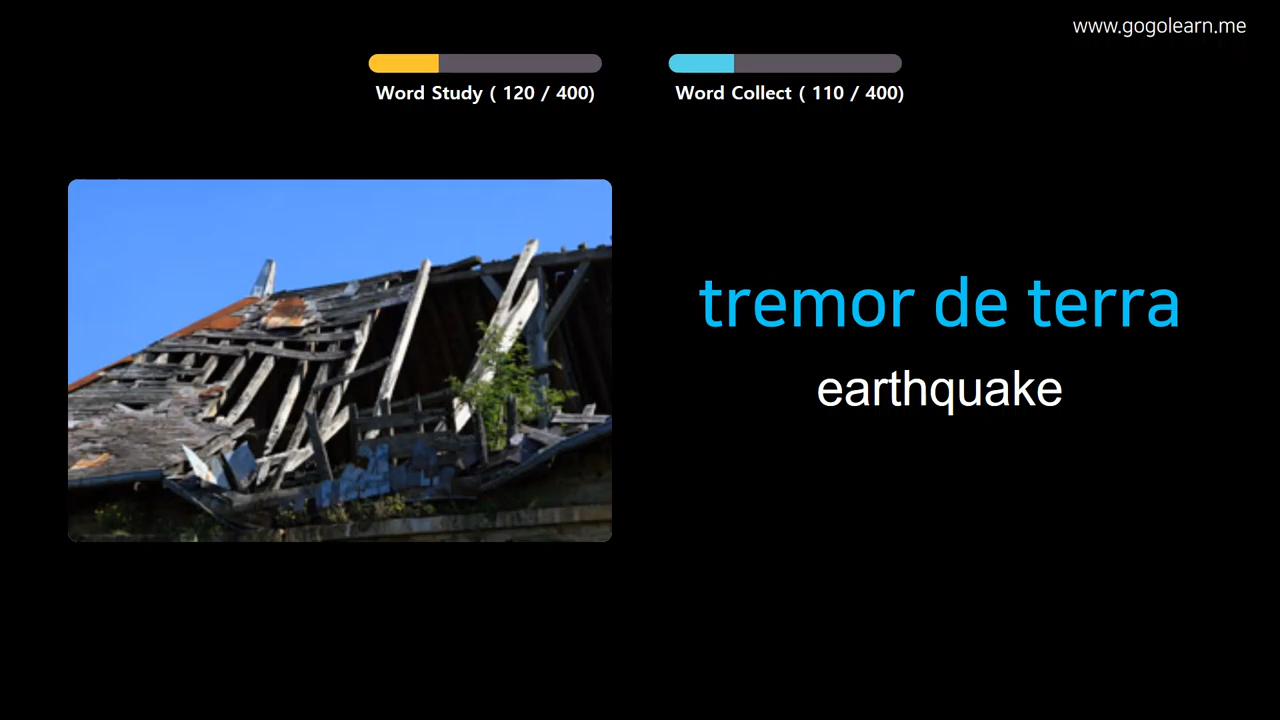 www.gogolearn.me
Word Study ( 120 / 400)
Word Collect ( 110 / 400)
tremor de terra
earthquake